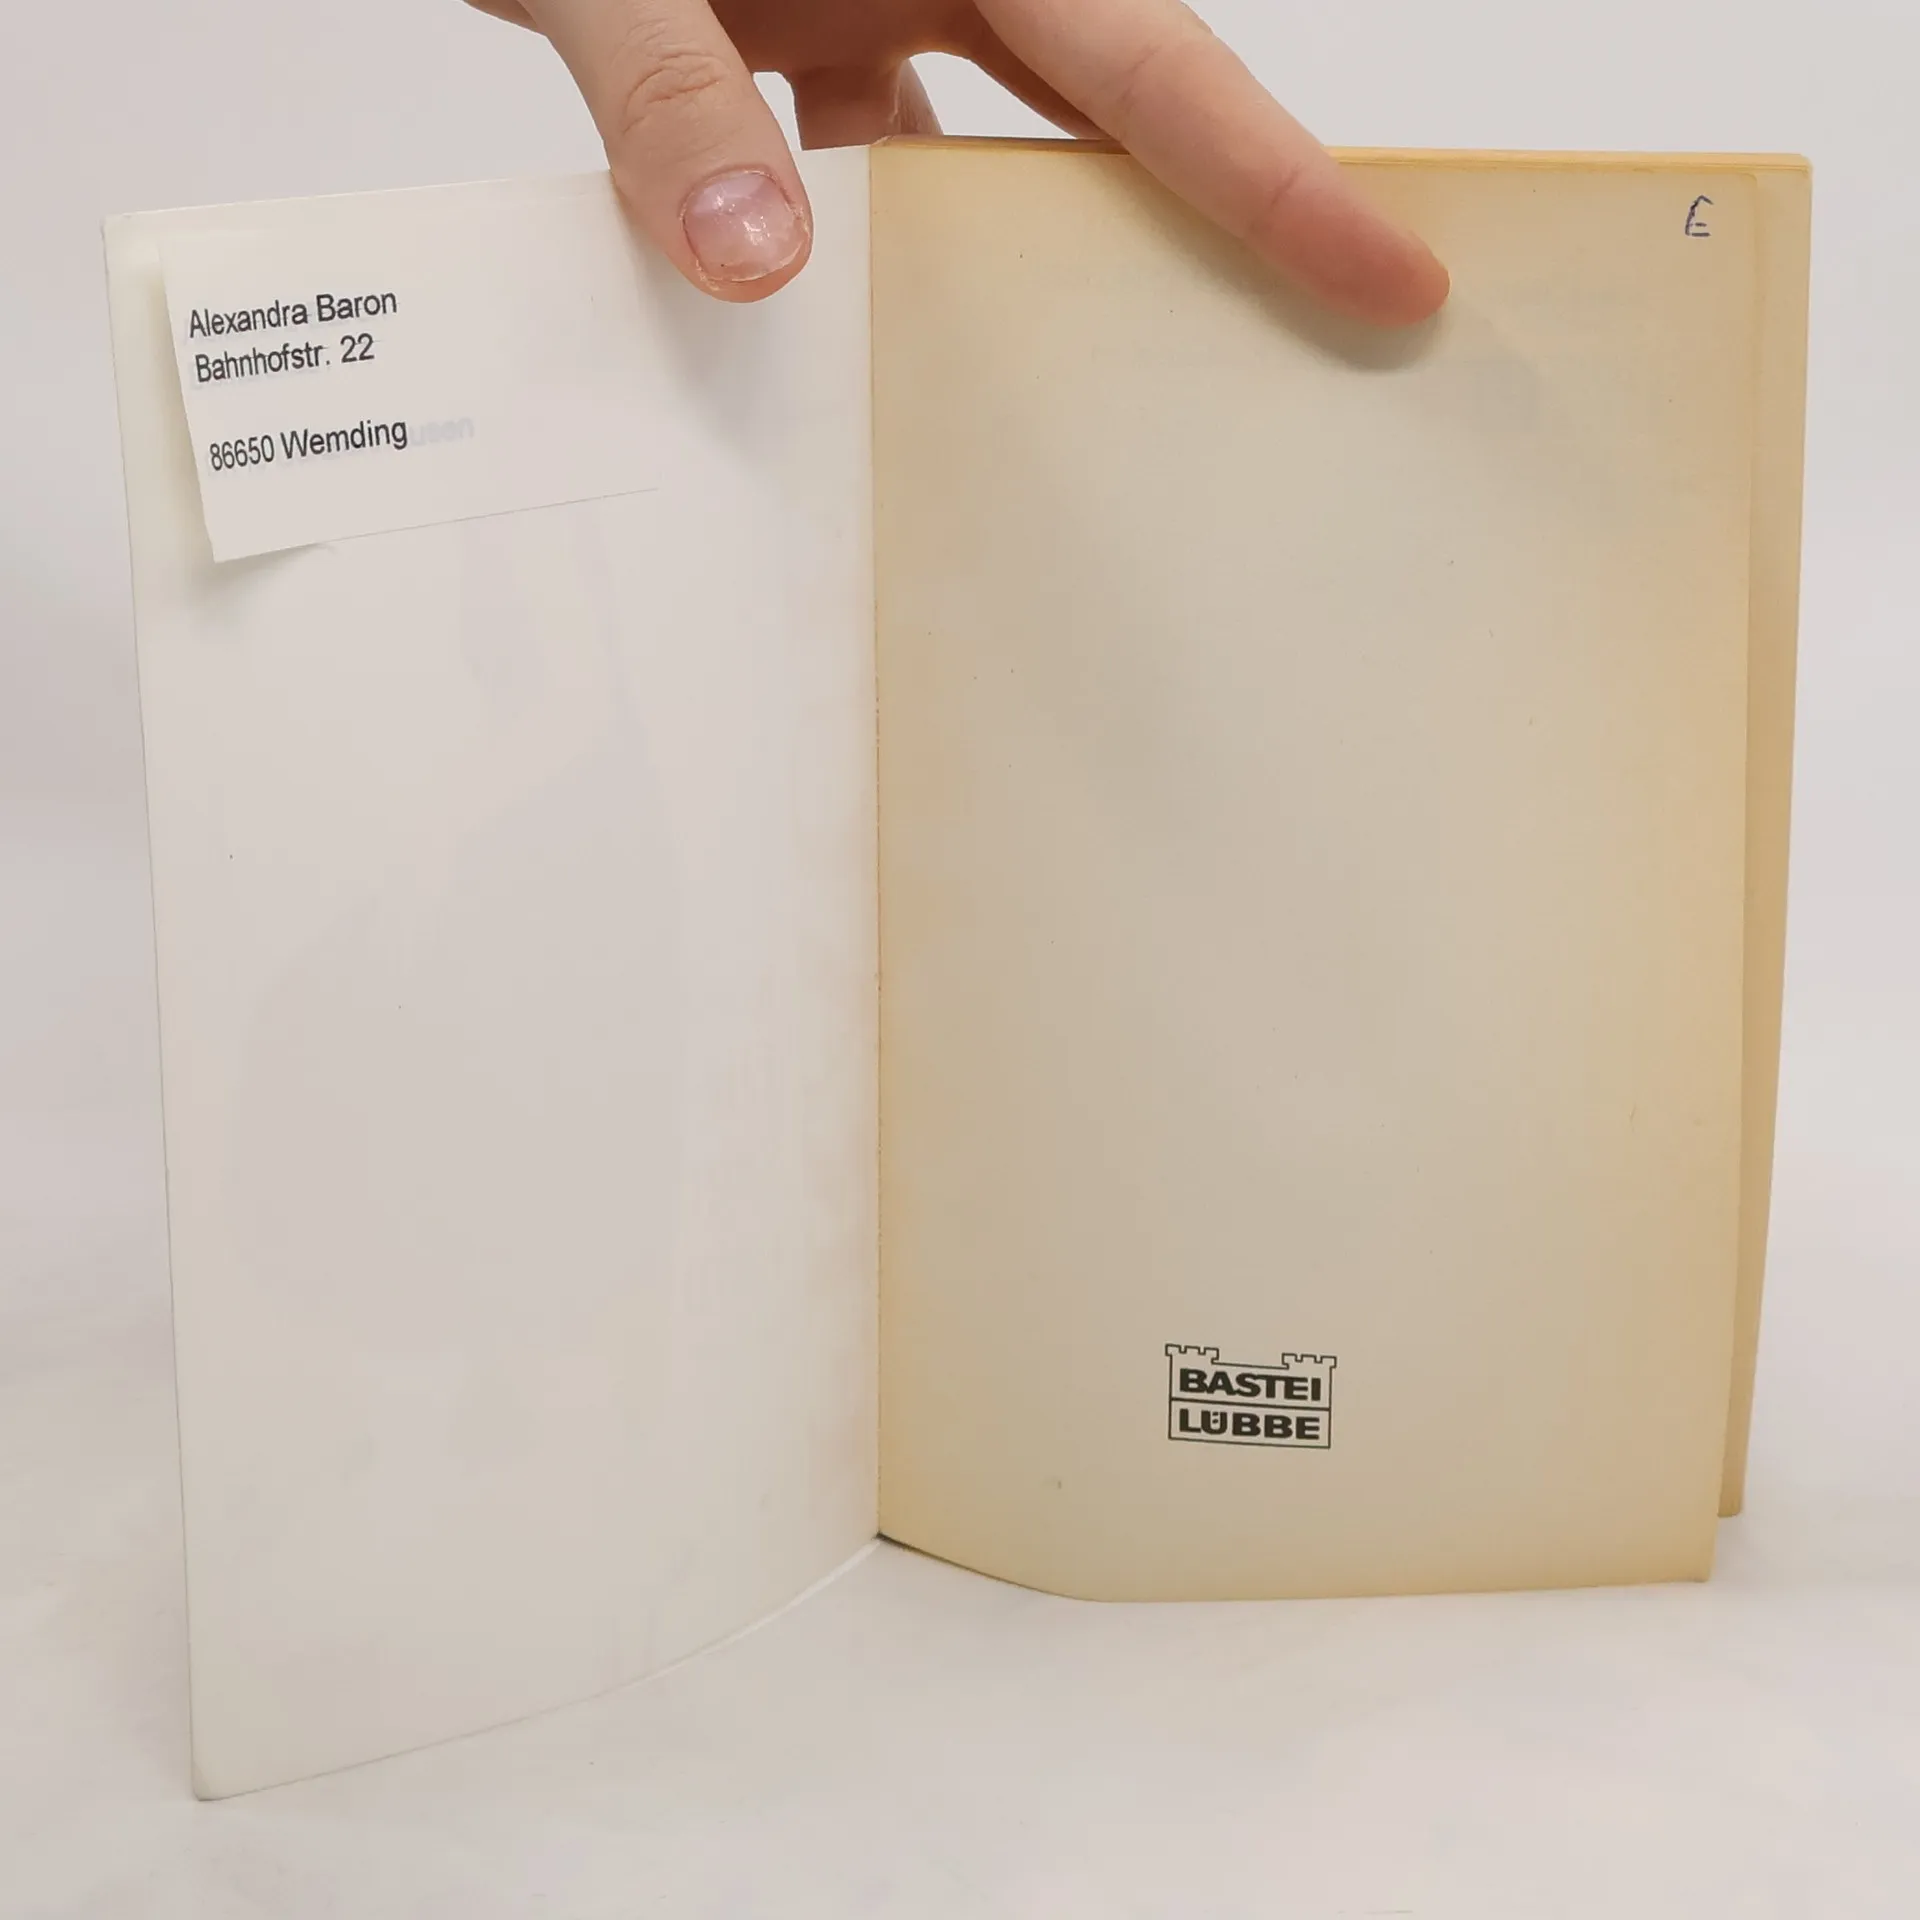 Alexandra Baron
Bahnhofstr. 22
86650 Wemding
E
BASTEI
LÜBBE